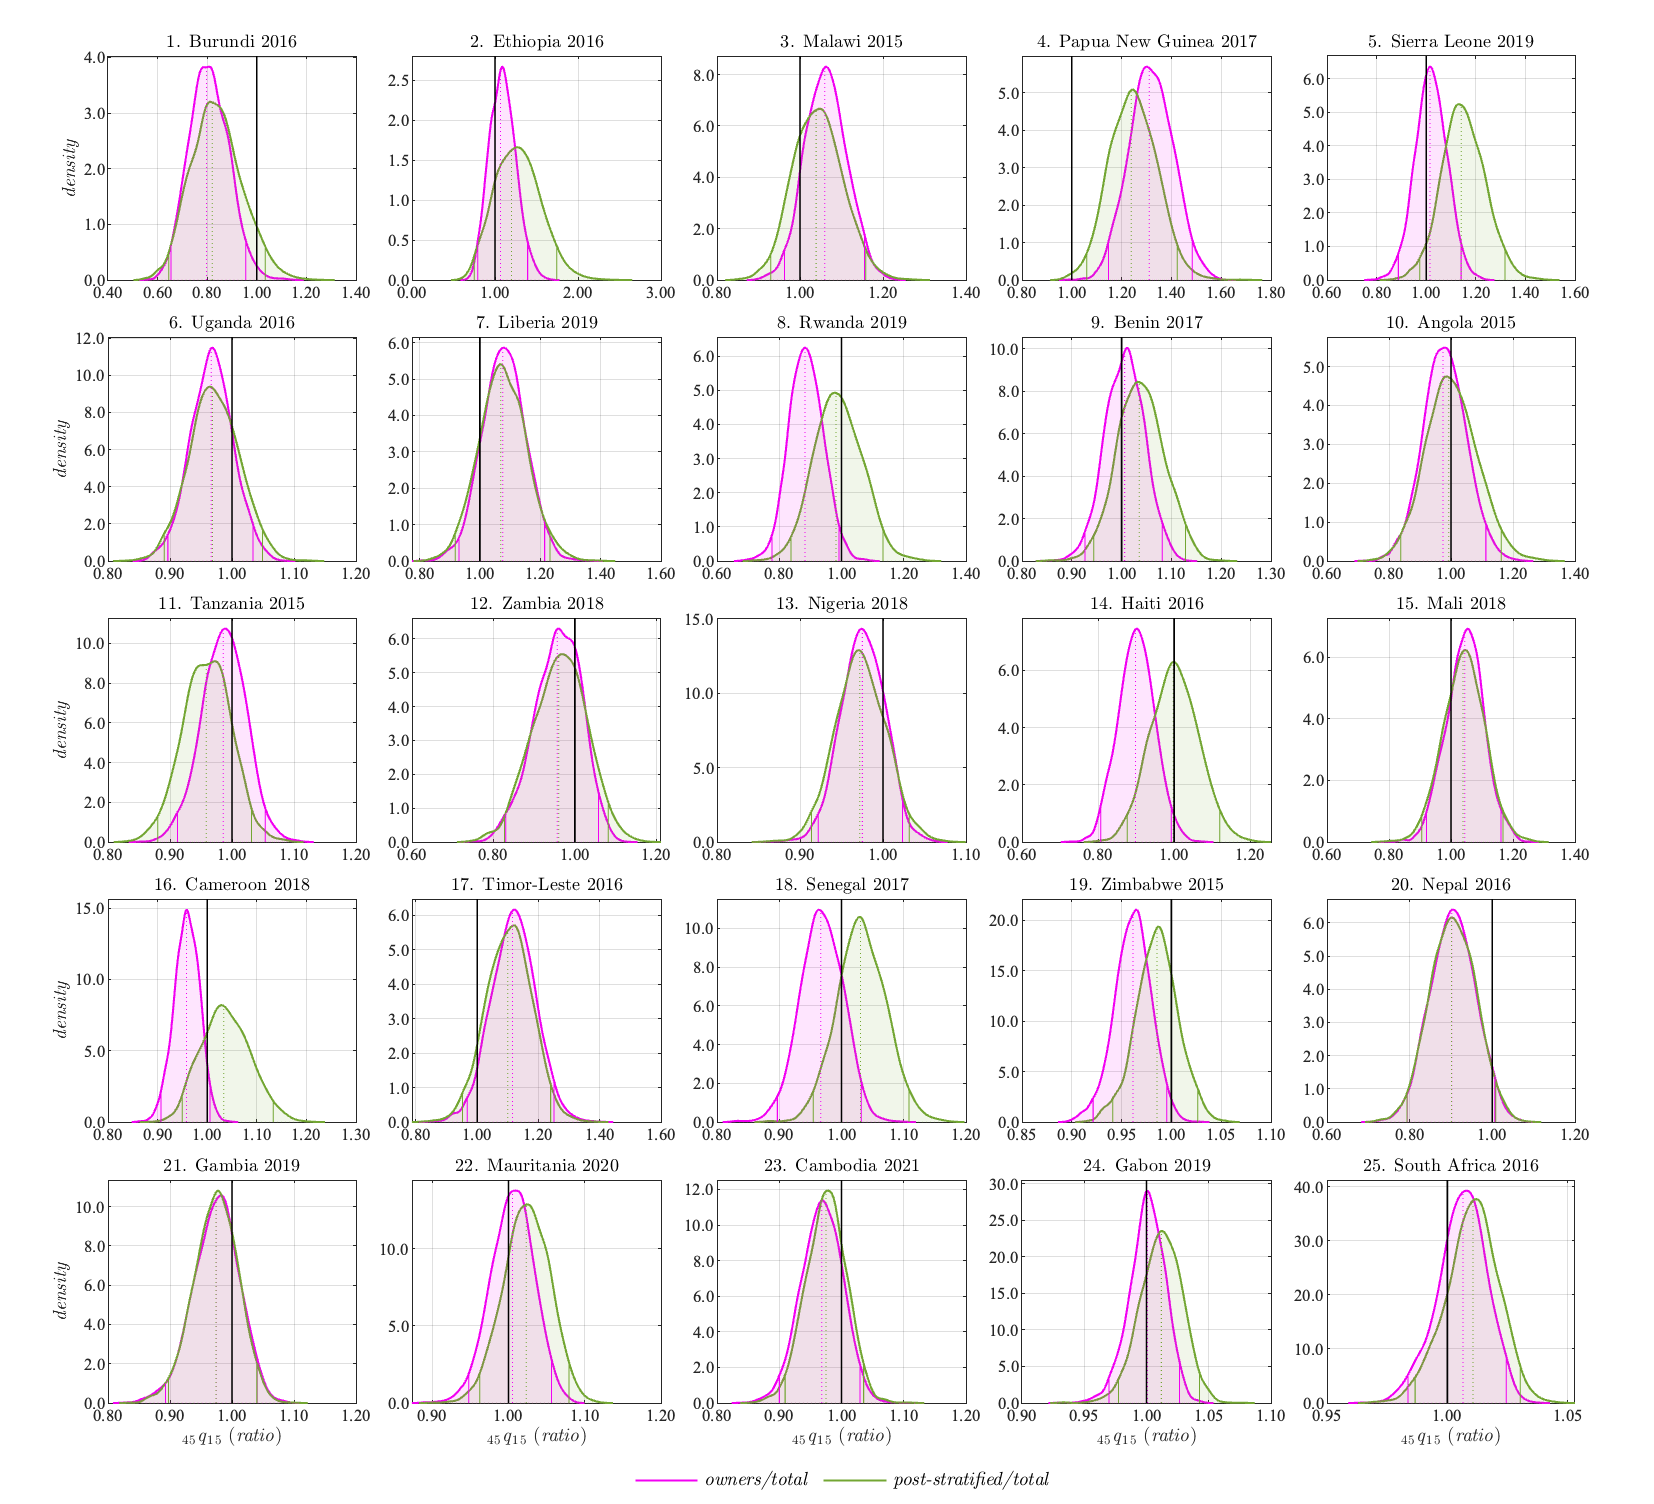 1. Burundi 2016 2. Ethiopia 2016 3. Malawi 2015 4. Papua New Guinea 2017 5. Sierra Leone 2019
density
4.0 3.0 2.0 1.0 0.0
0.40 0.60 0.80 1.00 1.20 1.40
2.5 2.0 1.5 1.0 0.5 0.0
0.00 1.00 2.00 3.00
8.0 6.0 4.0 2.0 0.0
0.80 1.00 1.20 1.40
5.0 4.0 3.0 2.0 1.0 0.0
0.80 1.00 1.20 1.40 1.60 1.80
6.0 5.0 4.0 3.0 2.0 1.0 0.0
0.60 0.80 1.00 1.20 1.40 1.60
6. Uganda 2016 7. Liberia 2019 8. Rwanda 2019 9. Benin 2017 10. Angola 2015
density
12.0 10.0 8.0 6.0 4.0 2.0 0.0
0.80 0.90 1.00 1.10 1.20
6.0 5.0 4.0 3.0 2.0 1.0 0.0
0.80 1.00 1.20 1.40 1.60
6.0 5.0 4.0 3.0 2.0 1.0 0.0
0.60 0.80 1.00 1.20 1.40
10.0 8.0 6.0 4.0 2.0 0.0
0.80 0.90 1.00 1.10 1.20 1.30
5.0 4.0 3.0 2.0 1.0 0.0
0.60 0.80 1.00 1.20 1.40
11. Tanzania 2015 12. Zambia 2018 13. Nigeria 2018 14. Haiti 2016 15. Mali 2018
density
10.0 8.0 6.0 4.0 2.0 0.0
0.80 0.90 1.00 1.10 1.20
6.0 5.0 4.0 3.0 2.0 1.0 0.0
0.60 0.80 1.00 1.20
15.0 10.0 5.0 0.0
0.80 0.90 1.00 1.10
6.0 4.0 2.0 0.0
0.60 0.80 1.00 1.20
6.0 4.0 2.0 0.0
0.60 0.80 1.00 1.20 1.40
16. Cameroon 2018 17. Timor-Leste 2016 18. Senegal 2017 19. Zimbabwe 2015 20. Nepal 2016
density
15.0 10.0 5.0 0.0
0.80 0.90 1.00 1.10 1.20 1.30
6.0 5.0 4.0 3.0 2.0 1.0 0.0
0.80 1.00 1.20 1.40 1.60
10.0 8.0 6.0 4.0 2.0 0.0
0.80 0.90 1.00 1.10 1.20
20.0 15.0 10.0 5.0 0.0
0.85 0.90 0.95 1.00 1.05 1.10
6.0 5.0 4.0 3.0 2.0 1.0 0.0
0.60 0.80 1.00 1.20
21. Gambia 2019 22. Mauritania 2020 23. Cambodia 2021 24. Gabon 2019 25. South Africa 2016
density
10.0 8.0 6.0 4.0 2.0 0.0
0.80 0.90 1.00 1.10 1.20
10.0 5.0 0.0
0.90 1.00 1.10 1.20
12.0 10.0 8.0 6.0 4.0 2.0 0.0
0.80 0.90 1.00 1.10 1.20
30.0 25.0 20.0 15.0 10.0 5.0 0.0
0.90 0.95 1.00 1.05 1.10
40.0 30.0 20.0 10.0 0.0
0.95 1.00 1.05
45q15 (ratio) 45q15 (ratio) 45q15 (ratio) 45q15 (ratio) 45q15 (ratio)
owners/total post-stratified/total